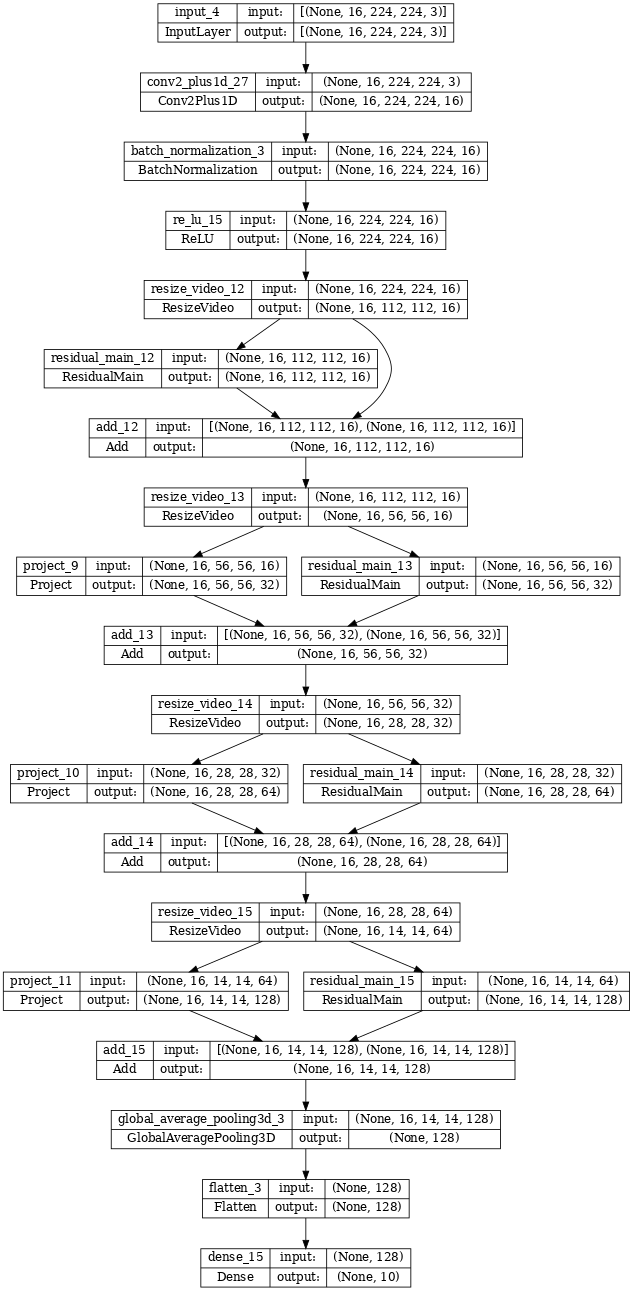 input_4 input: [(None, 16, 224, 224, 3)]
InputLayer output: [(None, 16, 224, 224, 3)]
conv2_plus1d_27 input: (None, 16, 224, 224, 3)
Conv2Plus1D output: (None, 16, 224, 224, 16)
batch_normalization_3 input: (None, 16, 224, 224, 16)
BatchNormalization output: (None, 16, 224, 224, 16)
re_lu_15 input: (None, 16, 224, 224, 16)
ReLU output: (None, 16, 224, 224, 16)
resize_video_12 input: (None, 16, 224, 224, 16)
ResizeVideo output: (None, 16, 112, 112, 16)
residual_main_12 input: (None, 16, 112, 112, 16)
ResidualMain output: (None, 16, 112, 112, 16)
add_12 input: [(None, 16, 112, 112, 16), (None, 16, 112, 112, 16)]
Add output: (None, 16, 112, 112, 16)
resize_video_13 input: (None, 16, 112, 112, 16)
ResizeVideo output: (None, 16, 56, 56, 16)
project_9 input: (None, 16, 56, 56, 16)
Project output: (None, 16, 56, 56, 32)
residual_main_13 input: (None, 16, 56, 56, 16)
ResidualMain output: (None, 16, 56, 56, 32)
add_13 input: [(None, 16, 56, 56, 32), (None, 16, 56, 56, 32)]
Add output: (None, 16, 56, 56, 32)
resize_video_14 input: (None, 16, 56, 56, 32)
ResizeVideo output: (None, 16, 28, 28, 32)
project_10 input: (None, 16, 28, 28, 32)
Project output: (None, 16, 28, 28, 64)
residual_main_14 input: (None, 16, 28, 28, 32)
ResidualMain output: (None, 16, 28, 28, 64)
add_14 input: [(None, 16, 28, 28, 64), (None, 16, 28, 28, 64)]
Add output: (None, 16, 28, 28, 64)
resize_video_15 input: (None, 16, 28, 28, 64)
ResizeVideo output: (None, 16, 14, 14, 64)
project_11 input: (None, 16, 14, 14, 64)
Project output: (None, 16, 14, 14, 128)
residual_main_15 input: (None, 16, 14, 14, 64)
ResidualMain output: (None, 16, 14, 14, 128)
add_15 input: [(None, 16, 14, 14, 128), (None, 16, 14, 14, 128)]
Add output: (None, 16, 14, 14, 128)
global_average_pooling3d_3 input: (None, 16, 14, 14, 128)
GlobalAveragePooling3D output: (None, 128)
flatten_3 input: (None, 128)
Flatten output: (None, 128)
dense_15 input: (None, 128)
Dense output: (None, 10)